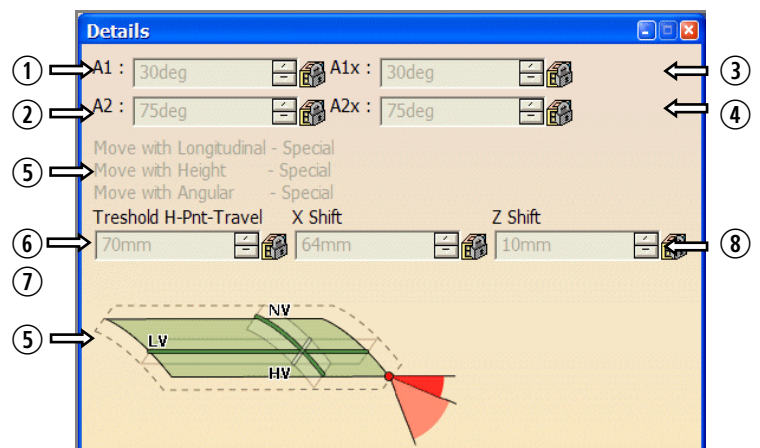 Details
① A1 : 30deg A1x : 30deg ③
② A2 : 75deg A2x : 75deg ④
Move with Longitudinal - Special
⑤ Move with Height - Special
Move with Angular - Special
Treshold H-Pnt-Travel X Shift Z Shift
⑥ 70mm 64mm 10mm ⑧
⑦
NV
⑤ LV
HV